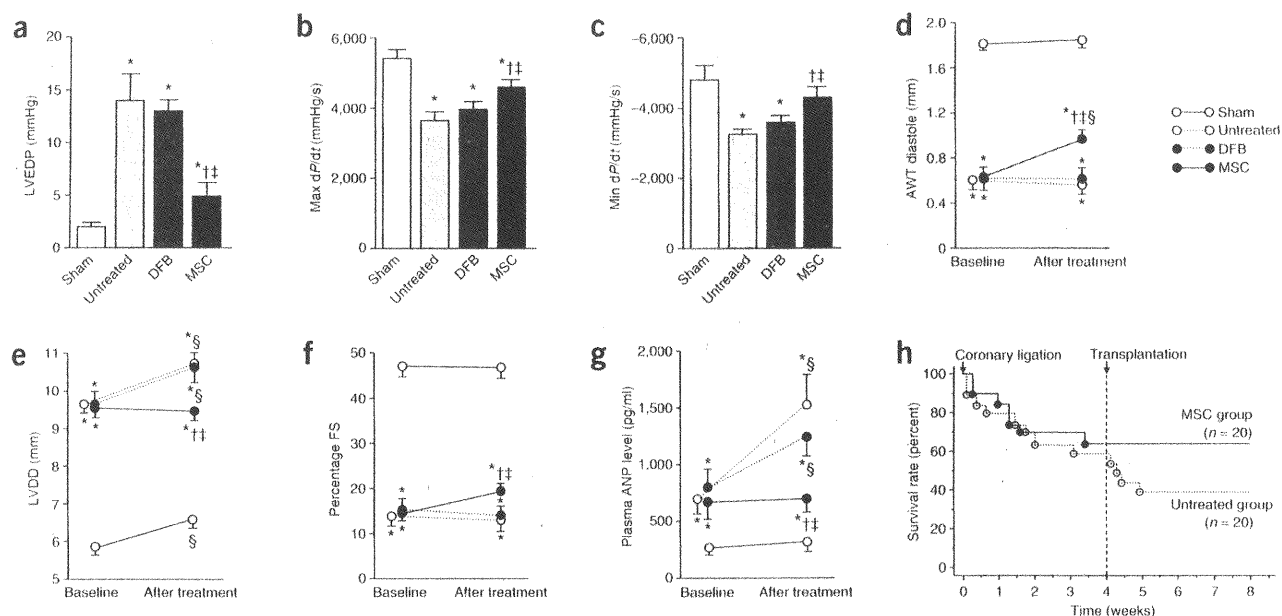 a
LVEDP (mmHg)
20
15
10
5
0
Sham
Untreated
DFB
MSC
*
*
*†‡
b
Max dP/dt (mmHg/s)
6,000
4,000
2,000
0
Sham
Untreated
DFB
MSC
*
*
*†‡
c
Min dP/dt (mmHg/s)
–6,000
–4,000
–2,000
0
Sham
Untreated
DFB
MSC
*
*
†‡
d
AWT diastole (mm)
2.0
1.6
1.2
0.8
0.4
0
Baseline
After treatment
*
* *
*†‡§
*
*
Sham
Untreated
DFB
MSC
e
LVDD (mm)
11
10
9
8
7
6
5
Baseline
After treatment
*
* *
*§
*§
*†‡
§
f
Percentage FS
50
40
30
20
10
0
Baseline
After treatment
*
* *
*†‡
*
*
g
Plasma ANP level (pg/ml)
2,000
1,500
1,000
500
0
Baseline
After treatment
*
* *
*§
*§
*†‡
h
Coronary ligation
Transplantation
Survival rate (percent)
100
80
60
40
20
0
MSC group
(n = 20)
Untreated group
(n = 20)
0 1 2 3 4 5 6 7 8
Time (weeks)